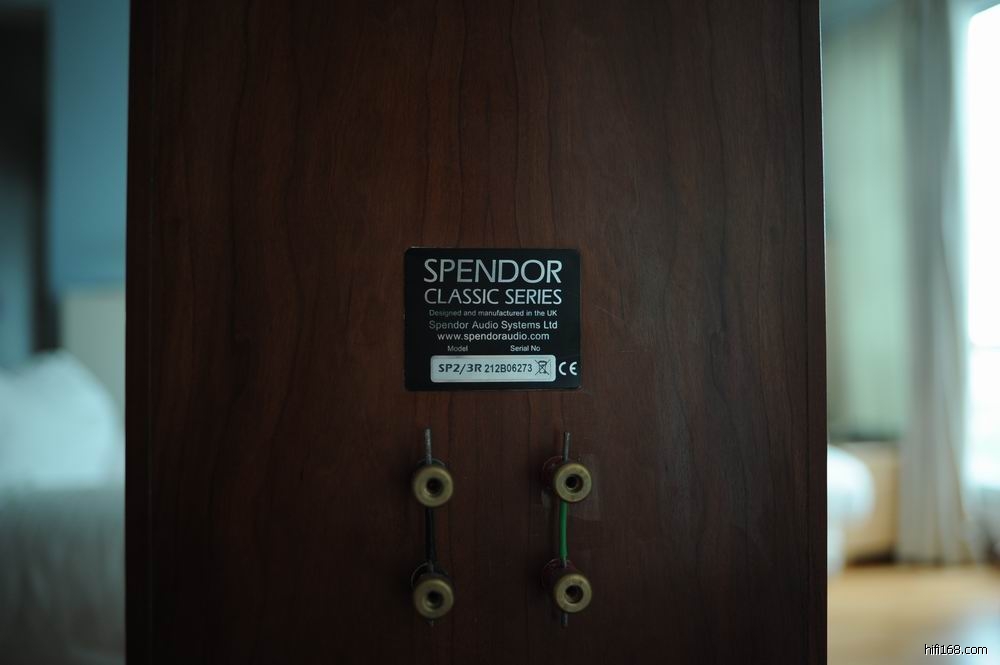 SPENDOR
CLASSIC SERIES
Designed and manufactured in the UK
Spendor Audio Systems Ltd
www.spendoraudio.com
Model Serial No
SP2/3R 212B06273 CE
hifi168.com